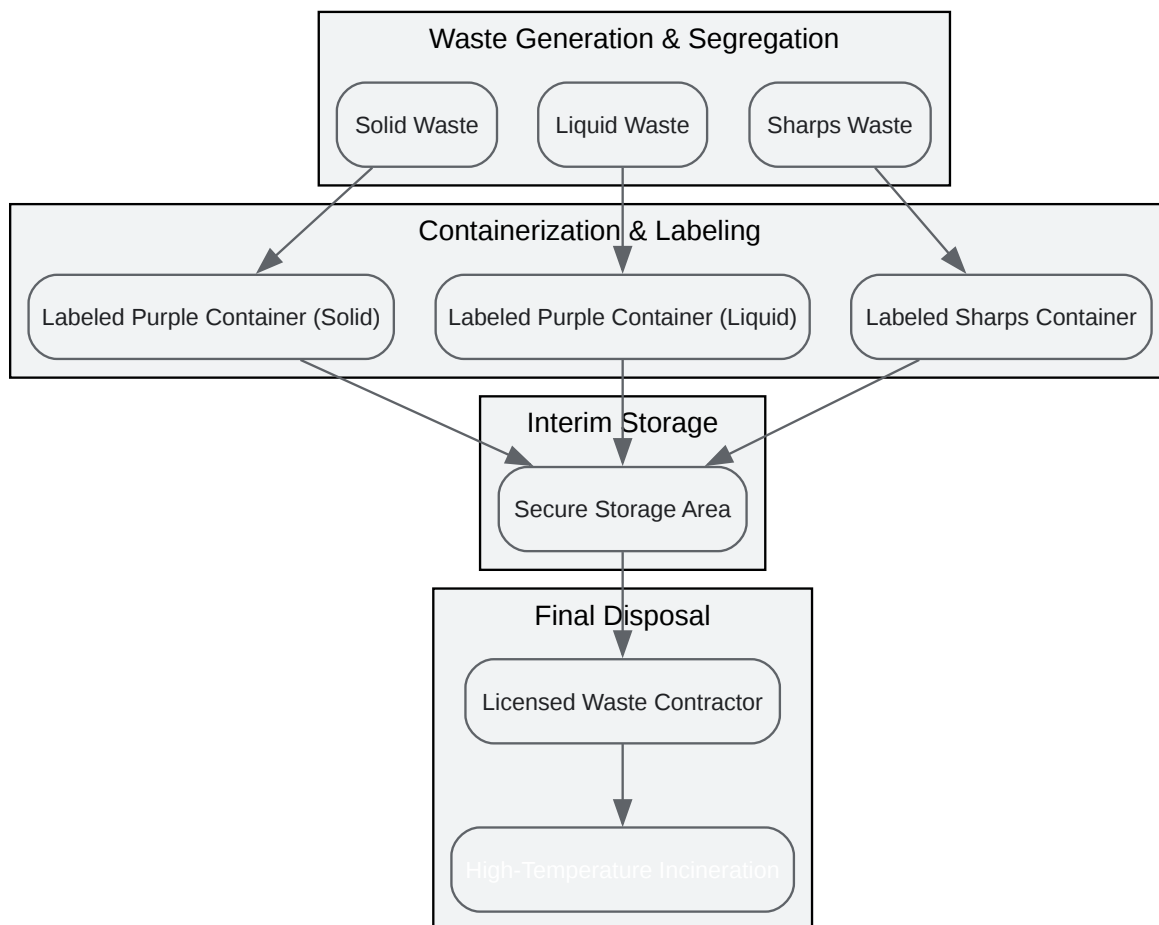 Waste Generation & Segregation
Solid Waste
Liquid Waste
Sharps Waste
Containerization & Labeling
Labeled Purple Container (Solid)
Labeled Purple Container (Liquid)
Labeled Sharps Container
Interim Storage
Secure Storage Area
Final Disposal
Licensed Waste Contractor
High-Temperature Incineration